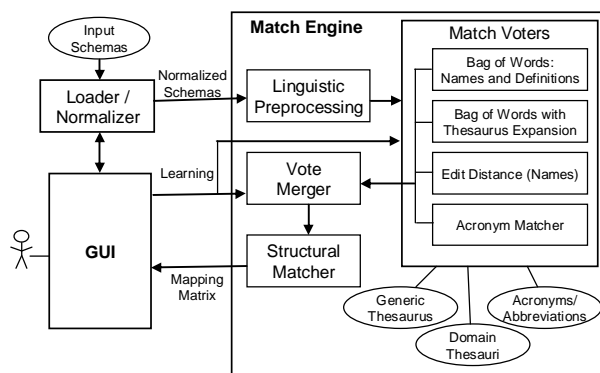 Input
Schemas
Loader /
Normalizer
Normalized
Schemas
Match Engine
Linguistic
Preprocessing
Match Voters
Bag of Words:
Names and Definitions
Bag of Words with
Thesaurus Expansion
Edit Distance (Names)
Acronym Matcher
Learning
Vote
Merger
GUI
Structural
Matcher
Mapping
Matrix
Generic
Thesaurus
Domain
Thesauri
Acronyms/
Abbreviations